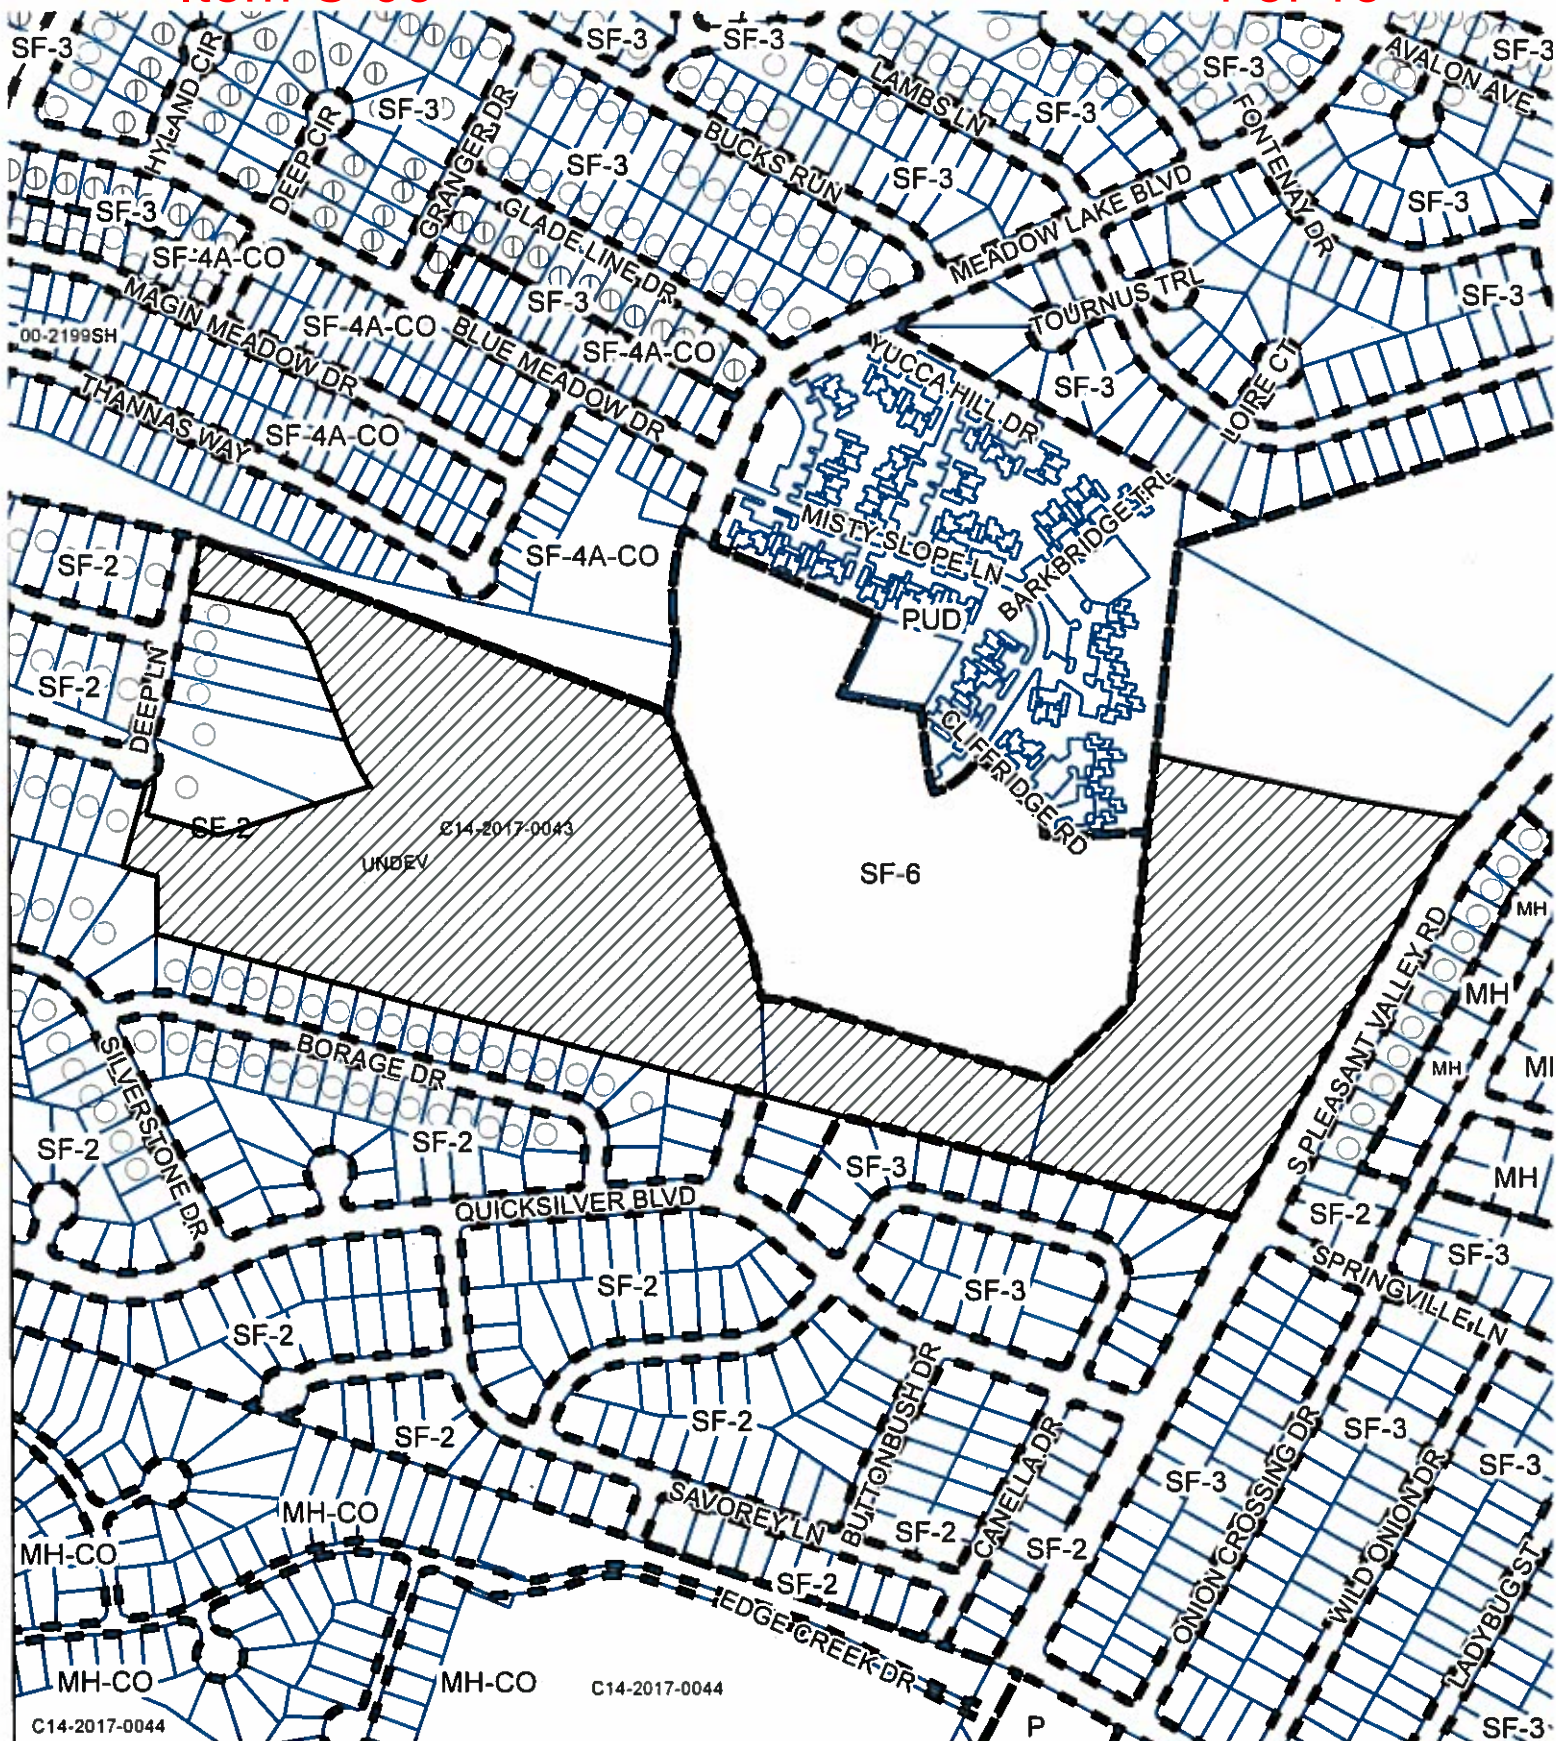 SF-3
SF-3
SF-3
SF-3
AVALON AVE
SF-3
HYLAND CIR
DEEP CIR
SF-3
GRANGER DR
LAMBS LN
SF-3
FONTENAY DR
BUCKS RUN
SF-3
SF-3
MEADOW LAKE BLVD
SF-3
SF-3
GLADE LINE DR
SF-4A-CO
SF-3
TOURNUS TRL
SF-3
MAGIN MEADOW DR
SF-4A-CO
BLUE MEADOW DR
SF-4A-CO
00-2199SH
YUCCA HILL DR
SF-3
LOIRE CT
THANNAS WAY
SF-4A-CO
MISTY SLOPE LN
BARKBRIDGE TRL
SF-4A-CO
SF-2
PUD
SF-2
DEEP LN
CLIFFRIDGE RD
SF-2
C14-2017-0043
UNDEV
SF-6
S PLEASANT VALLEY RD
MH
MH
MH
SILVERSTONE DR
BORAGE DR
SF-2
SF-2
SF-3
MH
QUICKSILVER BLVD
SF-2
SF-3
SPRINGVILLE LN
SF-2
SF-3
SF-2
BUTTONBUSH DR
SF-2
SF-2
CANELLA DR
SF-3
ONION CROSSING DR
SF-3
WILD ONION DR
SF-3
MH-CO
SAVOREY LN
SF-2
SF-2
MH-CO
SF-2
EDGE CREEK DR
LADYBUG ST
MH-CO
MH-CO
C14-2017-0044
C14-2017-0044
P
SF-3